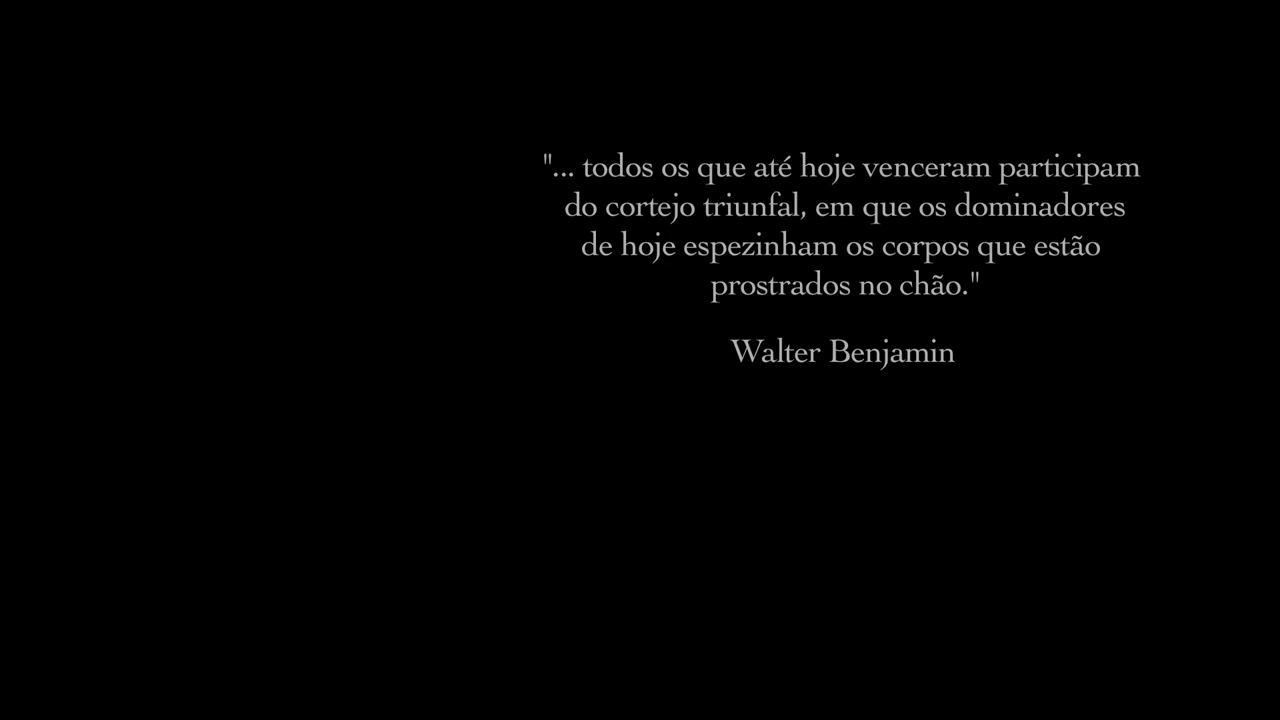 "... todos os que até hoje venceram participam
do cortejo triunfal, em que os dominadores
de hoje espezinham os corpos que estão
prostrados no chão."
Walter Benjamin